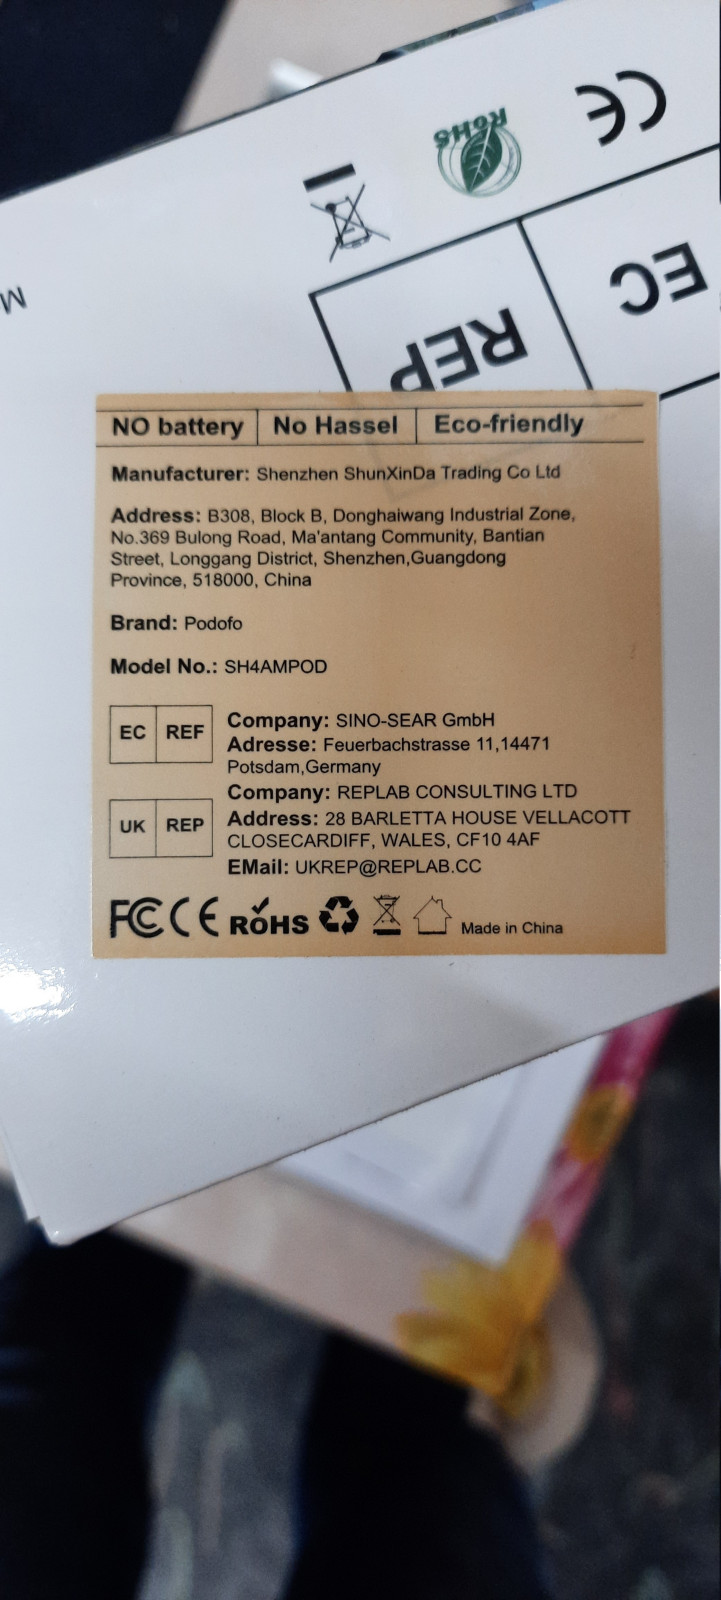 CE
RoHS
EC
REP
M
NO battery No Hassel Eco-friendly
Manufacturer: Shenzhen ShunXinDa Trading Co Ltd
Address: B308, Block B, Donghaiwang Industrial Zone,
No.369 Bulong Road, Ma'antang Community, Bantian
Street, Longgang District, Shenzhen,Guangdong
Province, 518000, China
Brand: Podofo
Model No.: SH4AMPOD
EC REF
Company: SINO-SEAR GmbH
Adresse: Feuerbachstrasse 11,14471
Potsdam,Germany
UK REP
Company: REPLAB CONSULTING LTD
Address: 28 BARLETTA HOUSE VELLACOTT
CLOSECARDIFF, WALES, CF10 4AF
EMail: UKREP@REPLAB.CC
FC CE ROHS Made in China